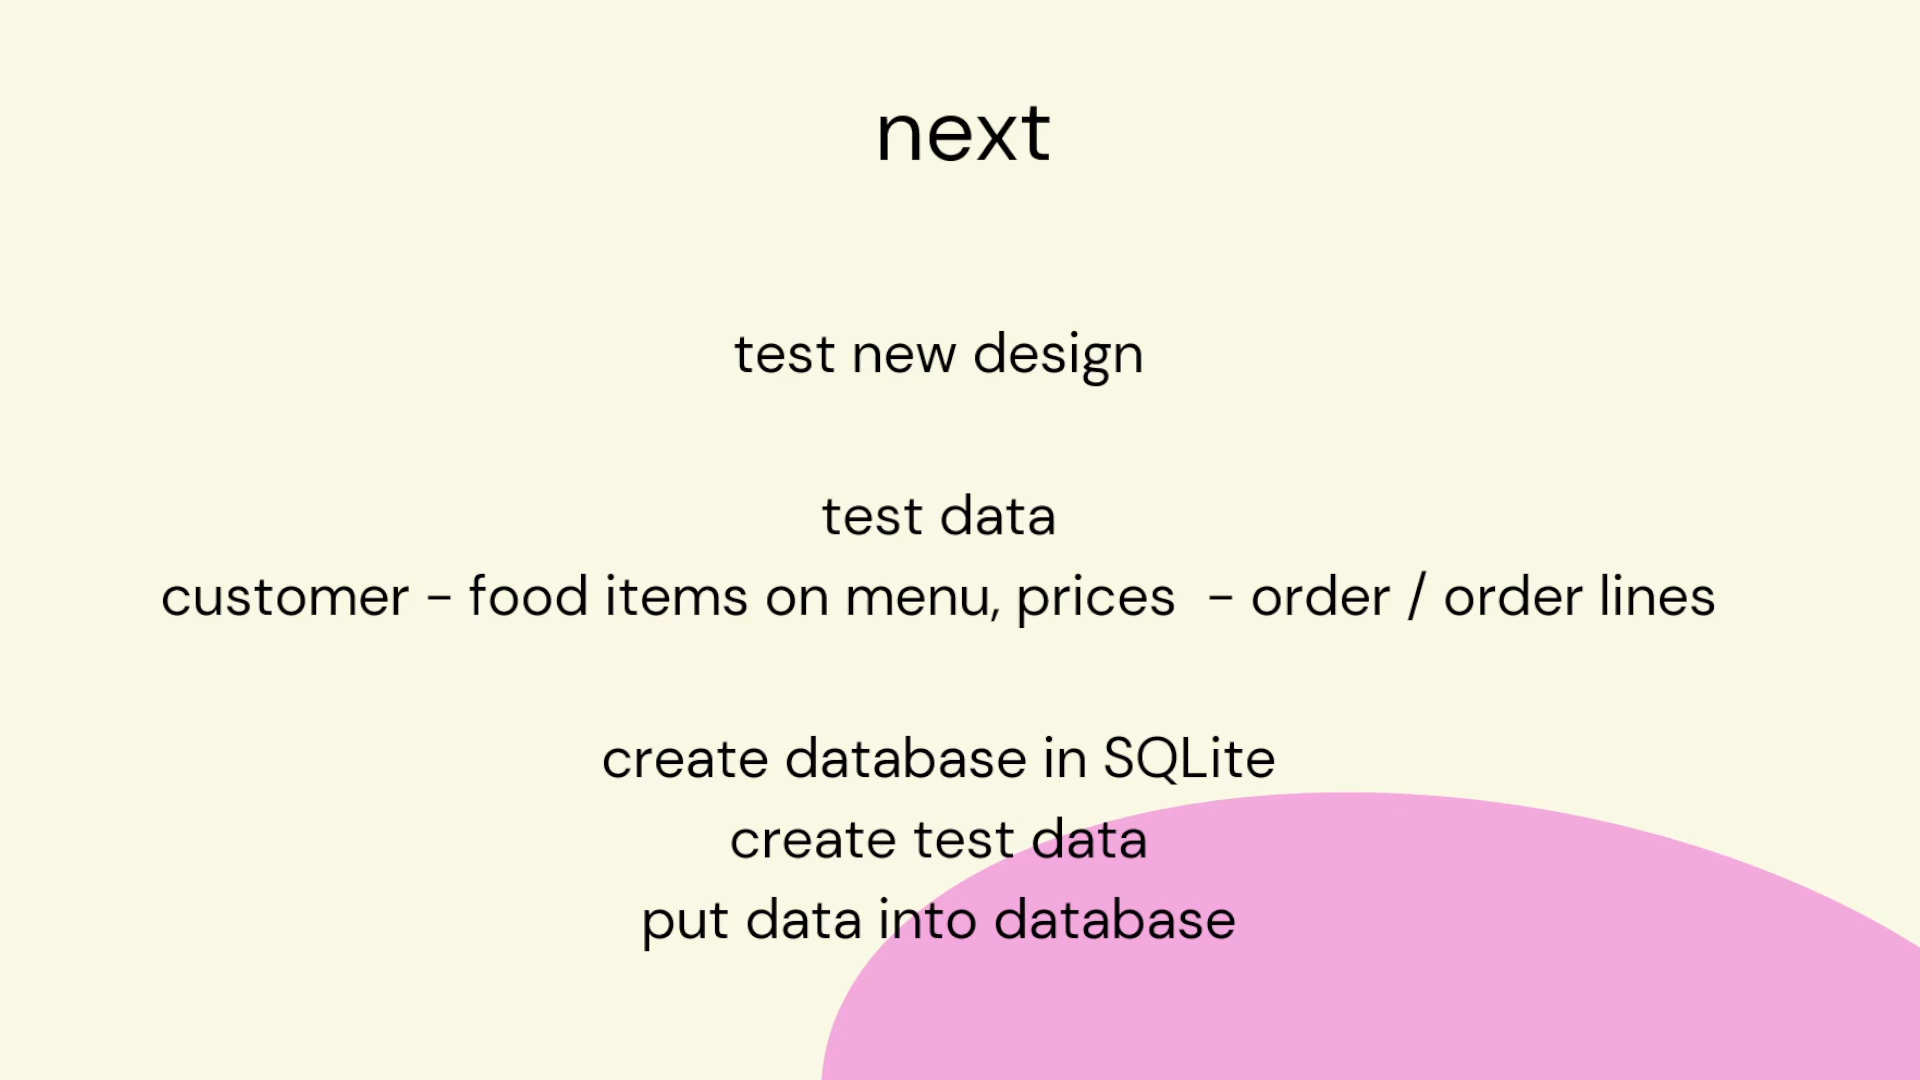 next
test new design
test data
customer - food items on menu, prices  - order / order lines
create database in SQLite
create test data
put data into database